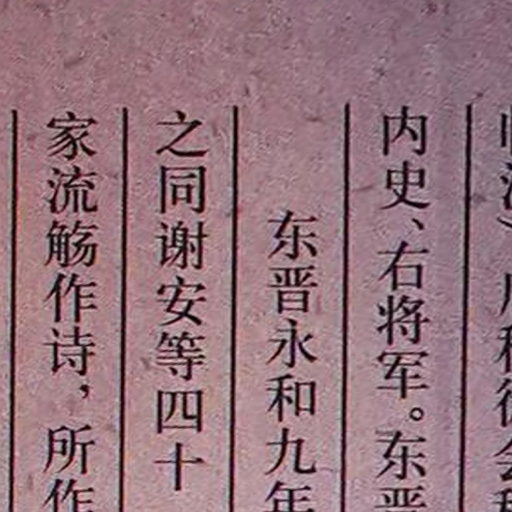 内史、右将军。东晋
东晋永和九年
之同谢安等四十
家流觞作诗，所作